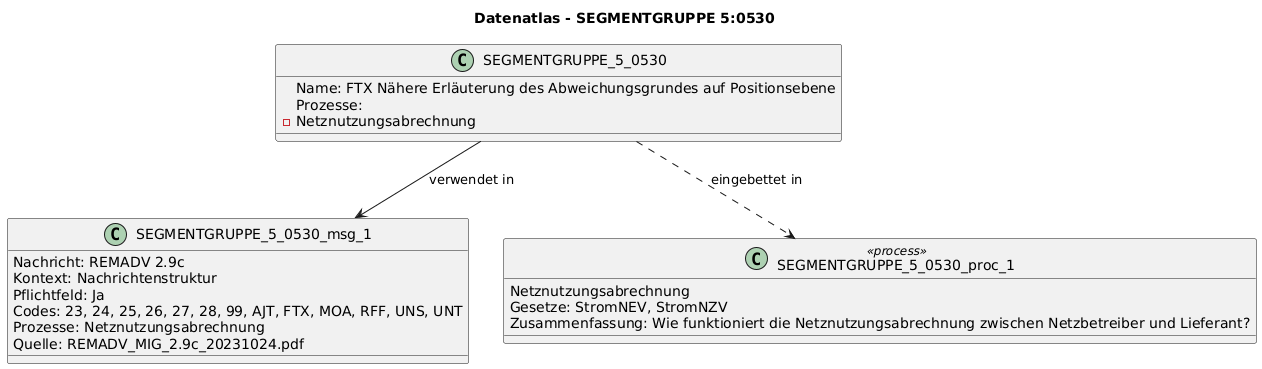 Datenatlas - SEGMENTGRUPPE 5:0530
C SEGMENTGRUPPE_5_0530
Name: FTX Nähere Erläuterung des Abweichungsgrundes auf Positionsebene
Prozesse:
Netznutzungsabrechnung
verwendet in
eingebettet in
C SEGMENTGRUPPE_5_0530_msg_1
Nachricht: REMADV 2.9c
Kontext: Nachrichtenstruktur
Pflichtfeld: Ja
Codes: 23, 24, 25, 26, 27, 28, 99, AJT, FTX, MOA, RFF, UNS, UNT
Prozesse: Netznutzungsabrechnung
Quelle: REMADV_MIG_2.9c_20231024.pdf
«process»
C SEGMENTGRUPPE_5_0530_proc_1
Netznutzungsabrechnung
Gesetze: StromNEV, StromNZV
Zusammenfassung: Wie funktioniert die Netznutzungsabrechnung zwischen Netzbetreiber und Lieferant?